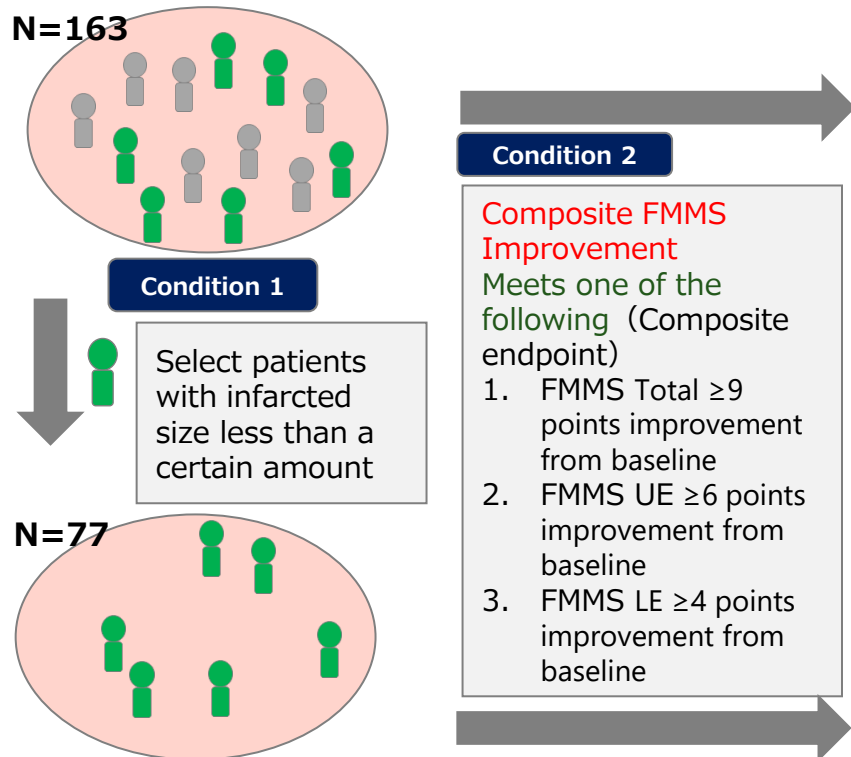 N=163
Condition 1
Select patients
with infarcted
size less than a
certain amount
N=77
Condition 2
Composite FMMS
Improvement
Meets one of the
following（Composite
endpoint）
1. FMMS Total ≥9
points improvement
from baseline
2. FMMS UE ≥6 points
improvement from
baseline
3. FMMS LE ≥4 points
improvement from
baseline